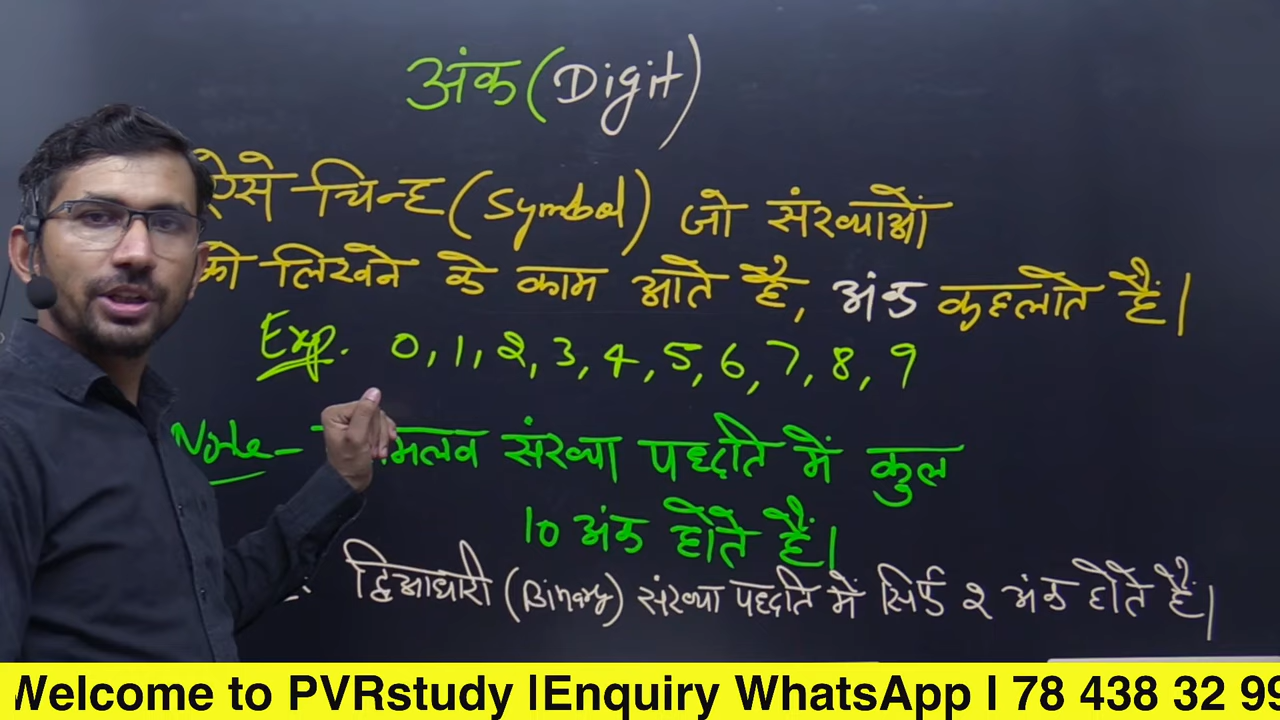 अंक (Digit)
ऐसे चिन्ह (Symbol) जो संख्याओं
को लिखने के काम आते है, अंक कहलाते हैं।
Exp. 0, 1, 2, 3, 4, 5, 6, 7, 8, 9
Note - संख्या पद्धति में कुल
10 अंक होते हैं।
द्विआधारी (Binary) संख्या पद्धति में सिर्फ 2 अंक होते हैं।
Welcome to PVRstudy |Enquiry WhatsApp | 78 438 32 99